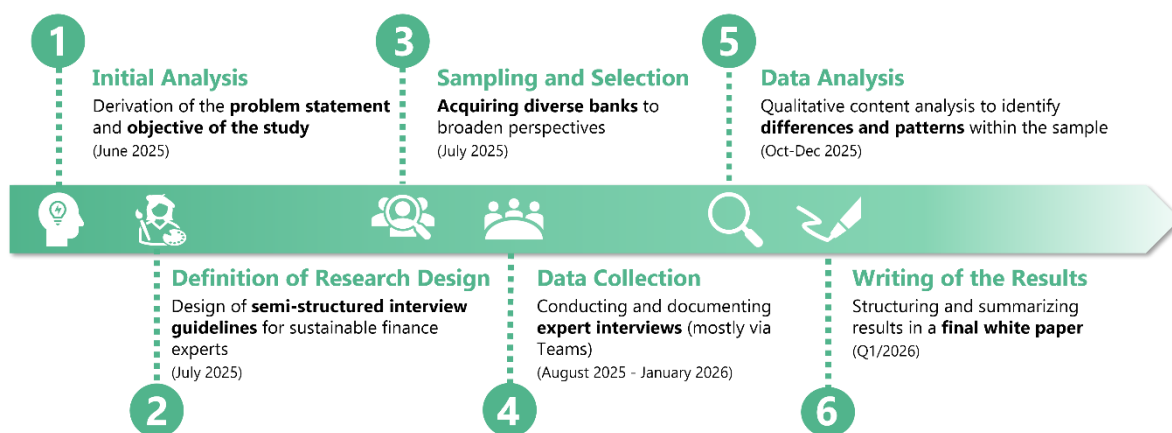 1
Initial Analysis
Derivation of the problem statement
and objective of the study
(June 2025)
2
Definition of Research Design
Design of semi-structured interview
guidelines for sustainable finance
experts
(July 2025)
3
Sampling and Selection
Acquiring diverse banks to
broaden perspectives
(July 2025)
4
Data Collection
Conducting and documenting
expert interviews (mostly via
Teams)
(August 2025 - January 2026)
5
Data Analysis
Qualitative content analysis to identify
differences and patterns within the sample
(Oct-Dec 2025)
6
Writing of the Results
Structuring and summarizing
results in a final white paper
(Q1/2026)